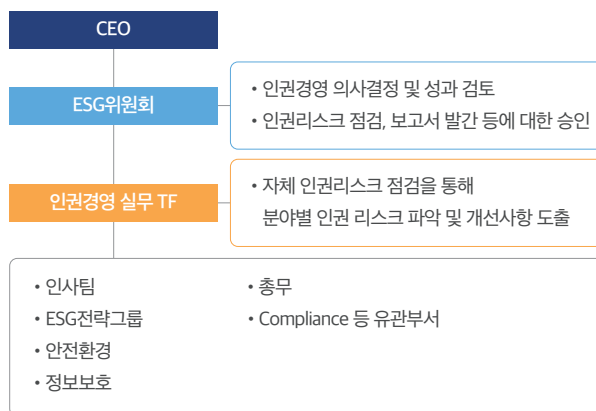 CEO
ESG위원회
• 인권경영 의사결정 및 성과 검토
• 인권리스크 점검, 보고서 발간 등에 대한 승인
인권경영 실무 TF
• 자체 인권리스크 점검을 통해
분야별 인권 리스크 파악 및 개선사항 도출
• 인사팀
• ESG전략그룹
• 안전환경
• 정보보호
• 총무
• Compliance 등 유관부서